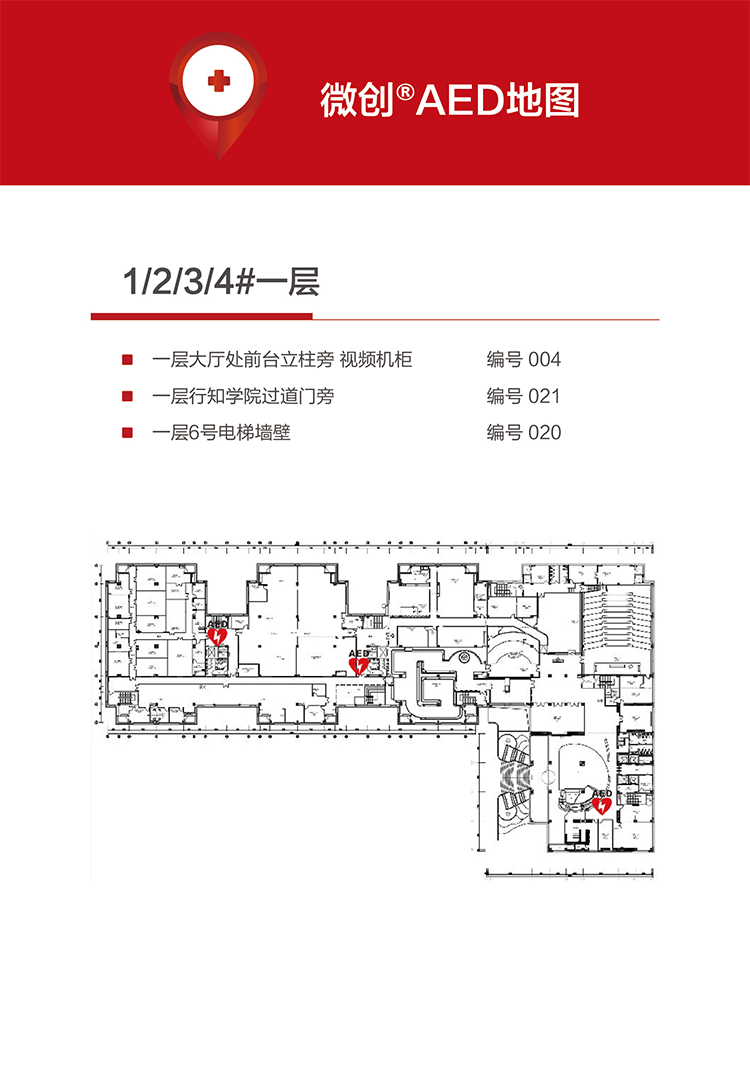 微创®AED地图
1/2/3/4#一层
一层大厅处前台立柱旁 视频机柜 编号 004
一层行知学院过道门旁 编号 021
一层6号电梯墙壁 编号 020
AED
AED
AED